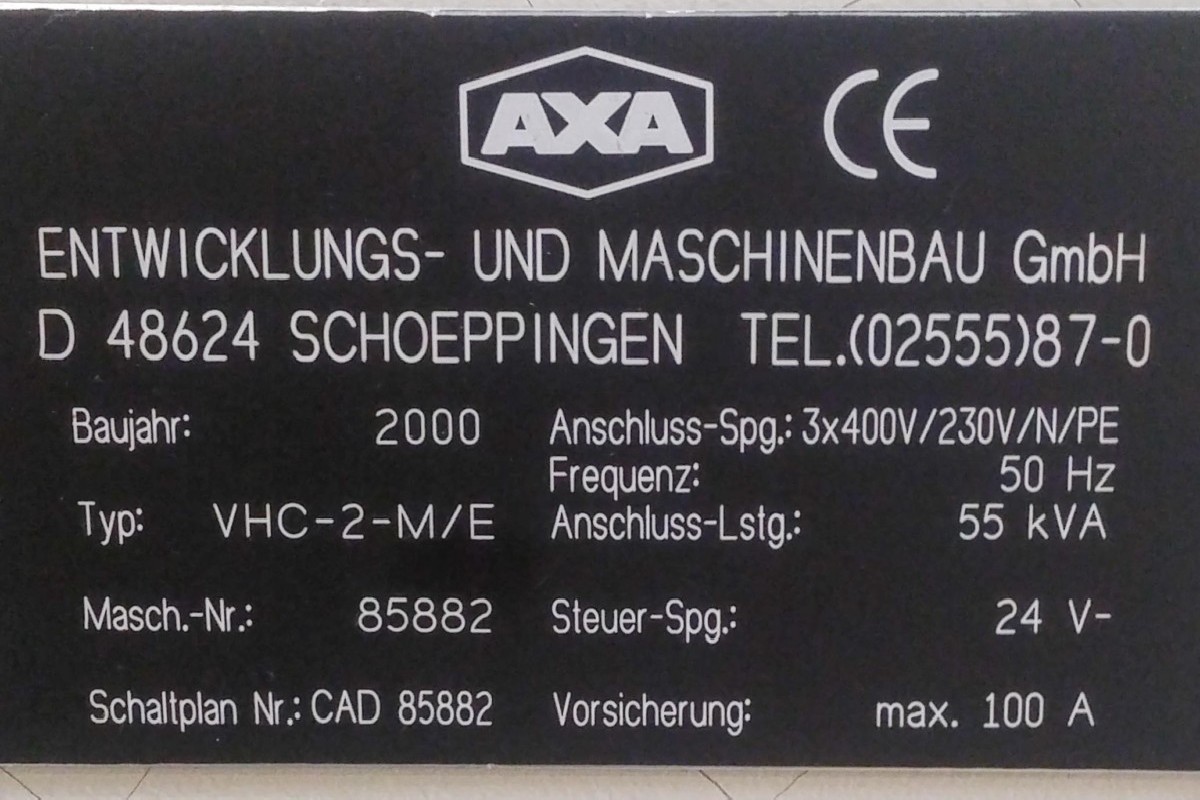 AXA CE
ENTWICKLUNGS- UND MASCHINENBAU GmbH
D 48624 SCHOEPPINGEN TEL.(02555)87-0
Baujahr: 2000 Anschluss-Spg.: 3x400V/230V/N/PE
Frequenz: 50 Hz
Typ: VHC-2-M/E Anschluss-Lstg.: 55 kVA
Masch.-Nr.: 85882 Steuer-Spg.: 24 V-
Schaltplan Nr.: CAD 85882 Vorsicherung: max. 100 A